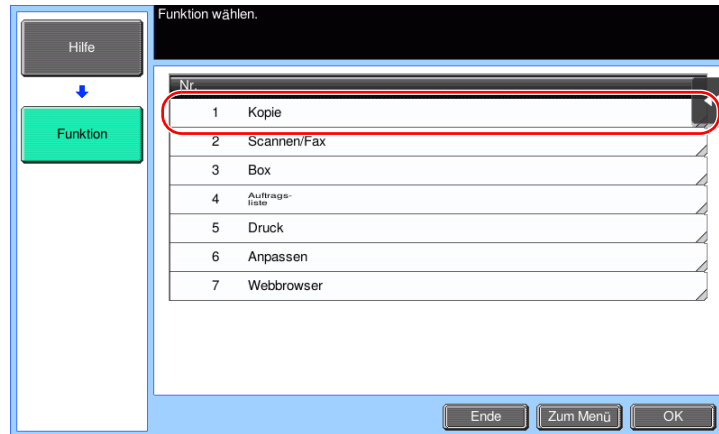 Funktion wählen.
Hilfe
Funktion
Nr.
1 Kopie
2 Scannen/Fax
3 Box
4 Auftrags-
liste
5 Druck
6 Anpassen
7 Webbrowser
Ende Zum Menü OK